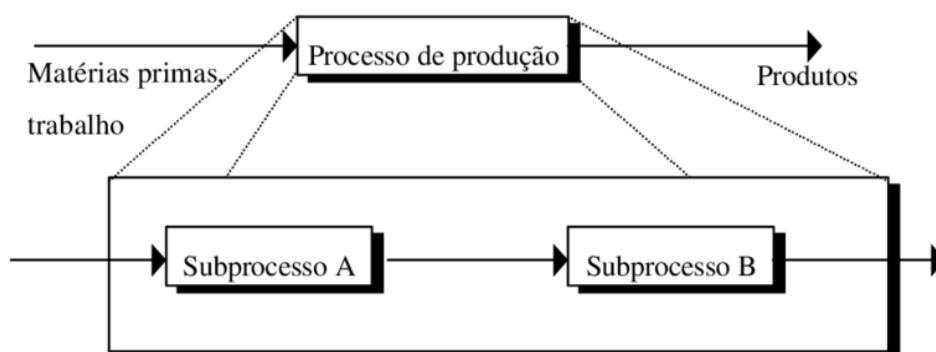 Processo de produção
Matérias primas,
trabalho
Produtos
Subprocesso A
Subprocesso B